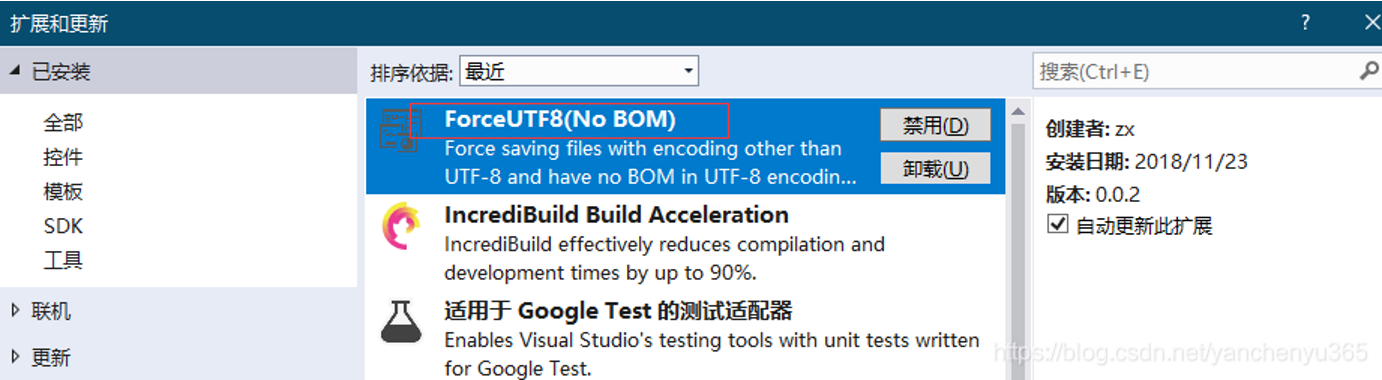 扩展和更新
?
已安装
全部
控件
模板
SDK
工具
联机
更新
排序依据: 最近
ForceUTF8(No BOM)
Force saving files with encoding other than
UTF-8 and have no BOM in UTF-8 encodin...
禁用(D)
卸载(U)
IncrediBuild Build Acceleration
IncrediBuild effectively reduces compilation and
development times by up to 90%.
适用于 Google Test 的测试适配器
Enables Visual Studio's testing tools with unit tests written
for Google Test.
搜索(Ctrl+E)
创建者: zx
安装日期: 2018/11/23
版本: 0.0.2
自动更新此扩展
https://blog.csdn.net/yanchenyu365